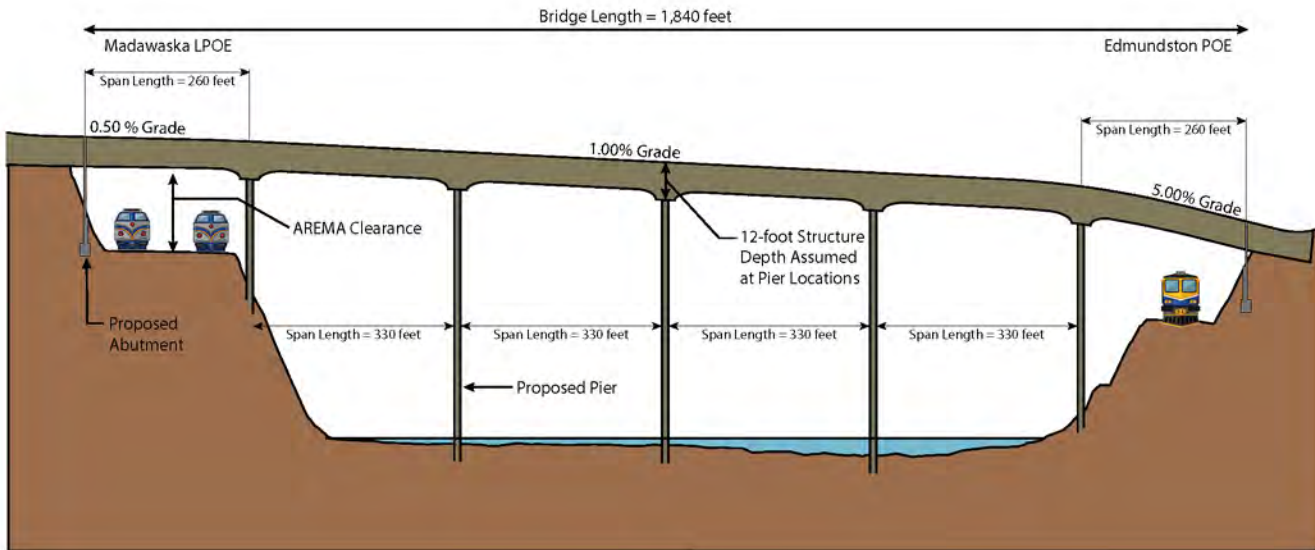 Bridge Length = 1,840 feet
Madawaska LPOE
Edmundston POE
Span Length = 260 feet
0.50 % Grade
1.00% Grade
Span Length = 260 feet
5.00% Grade
AREMA Clearance
12-foot Structure
Depth Assumed
at Pier Locations
Proposed
Abutment
Span Length = 330 feet
Span Length = 330 feet
Span Length = 330 feet
Span Length = 330 feet
Proposed Pier